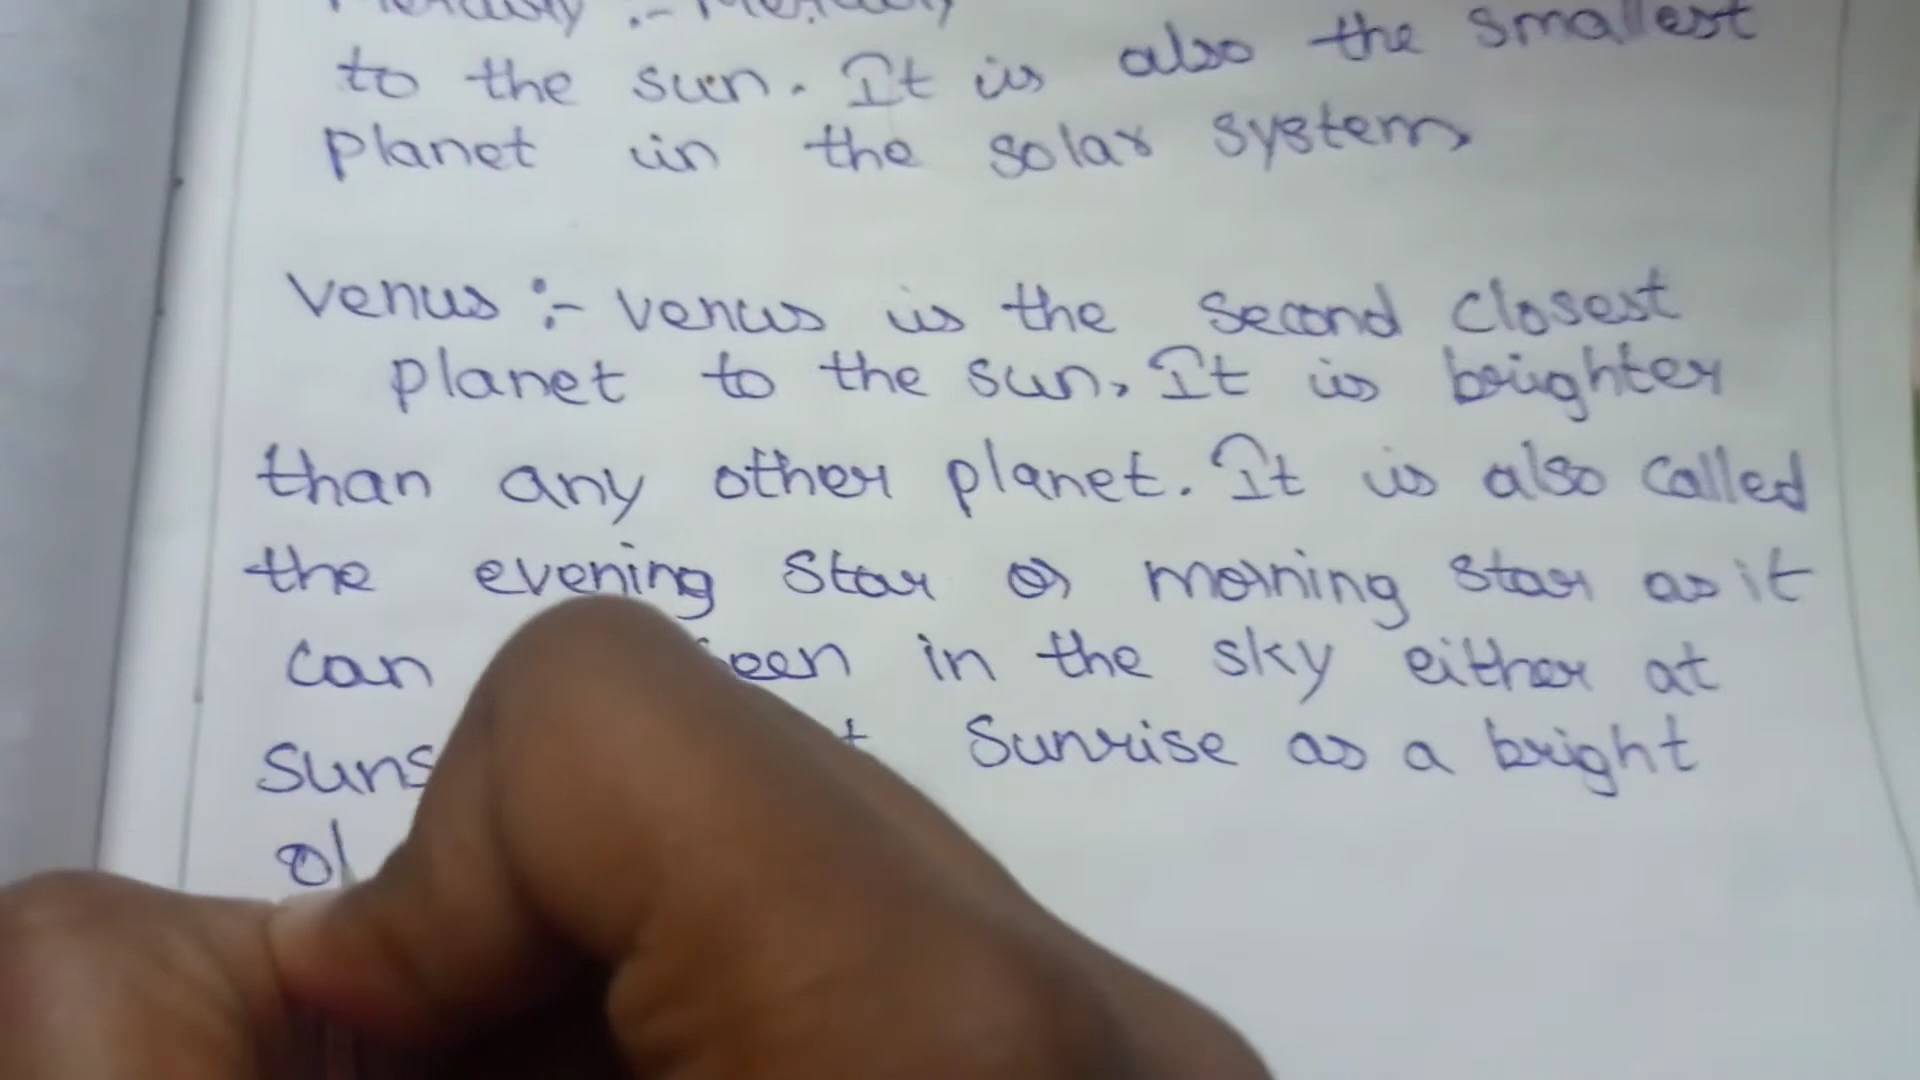 Mercury :- Mercury
to the sun. It is also the smallest
planet in the solar system,
Venus :- Venus is the second closest
planet to the sun, It is brighter
than any other planet. It is also called
the evening star or morning star as it
can seen in the sky either at
Sunrise as a bright